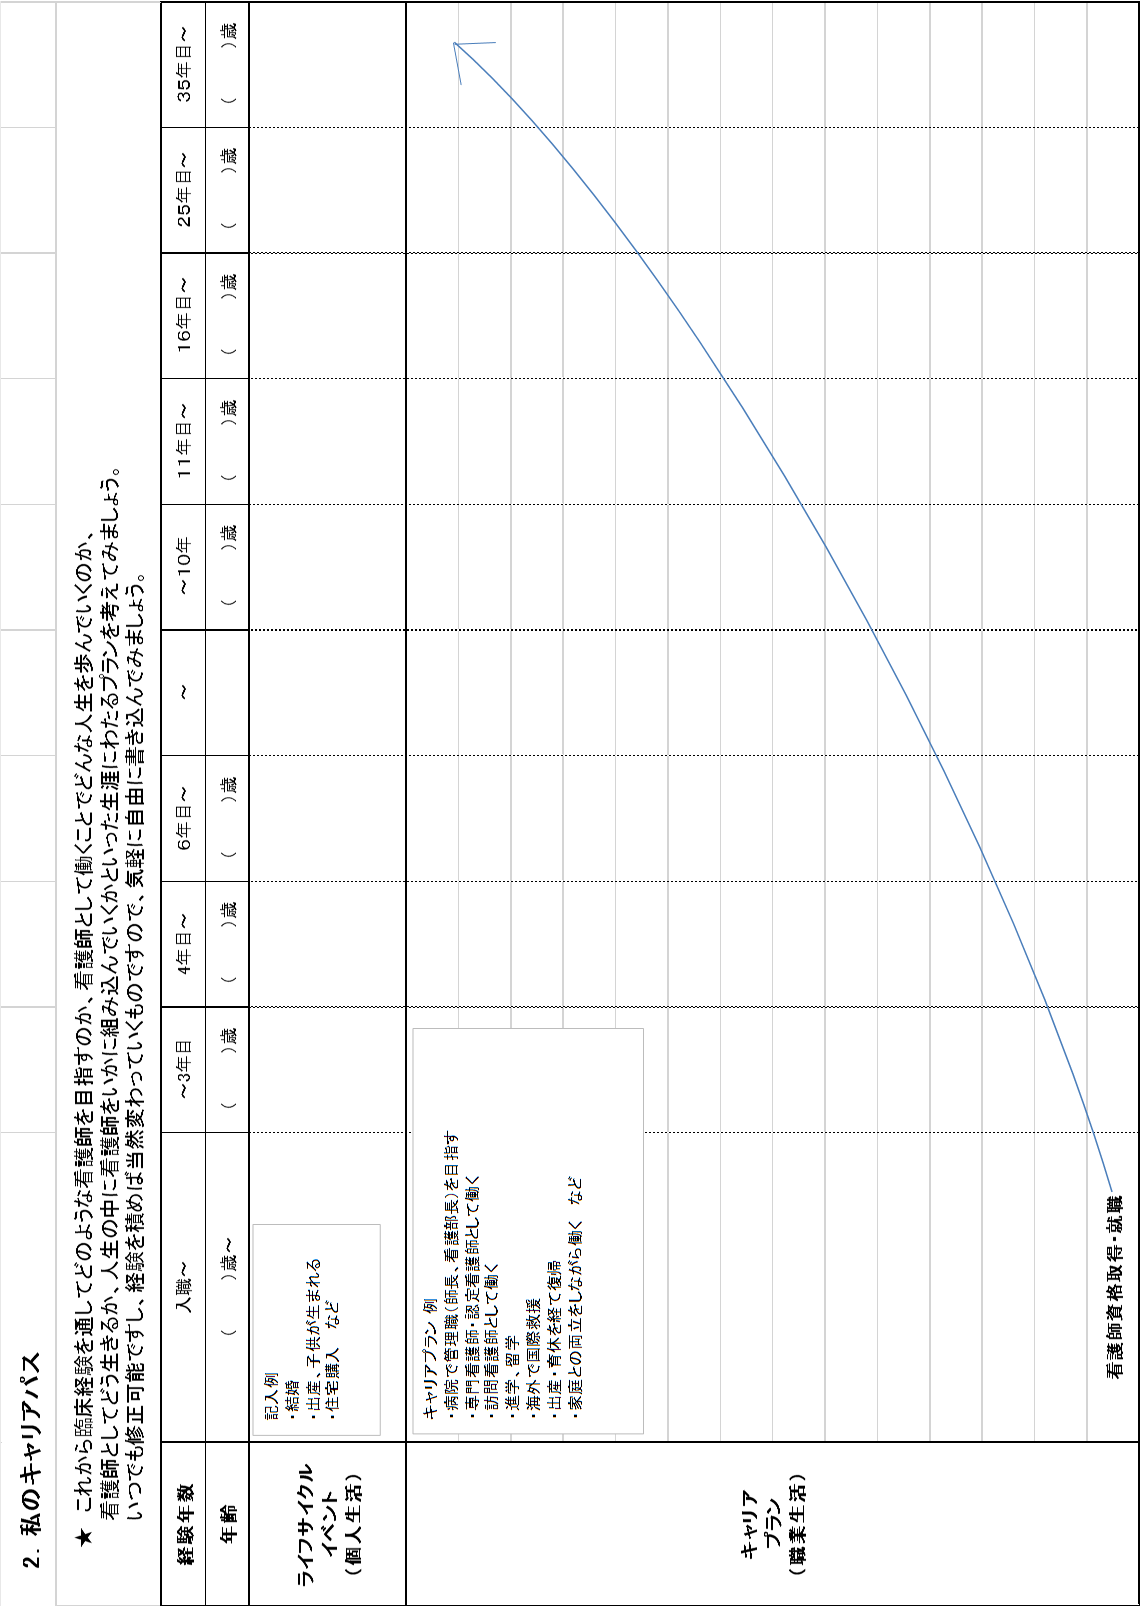 2．私のキャリアパス
★ これから臨床経験を通してどのような看護師を目指すのか、看護師として働くことでどんな人生を歩んでいくのか、
看護師としてどう生きるか、人生の中に看護師をいかに組み込んでいくかといった生涯にわたるプランを考えてみましょう。
いつでも修正可能ですし、経験を積めば当然変わっていくものですので、気軽に自由に書き込んでみましょう。
経験年数 入職～ ～3年目 4年目～ 6年目～ ～ ～10年 11年目～ 16年目～ 25年目～ 35年目～
年齢 （　　）歳～ （　　）歳 （　　）歳 （　　）歳 （　　）歳 （　　）歳 （　　）歳 （　　）歳 （　　）歳
ライフサイクル
イベント
（個人生活）
記入例
・結婚
・出産、子供が生まれる
・住宅購入　など
キャリア
プラン
（職業生活）
キャリアプラン 例
・病院で管理職（師長、看護部長）を目指す
・専門看護師・認定看護師として働く
・訪問看護師として働く
・進学、留学
・海外で国際救援
・出産・育休を経て復帰
・家庭との両立をしながら働く　など
看護師資格取得・就職